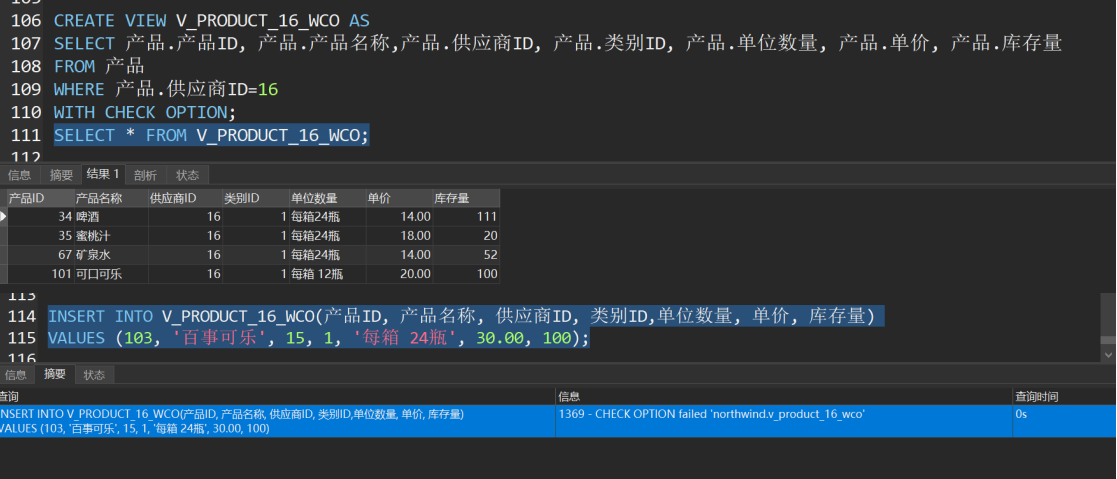 106 CREATE VIEW V_PRODUCT_16_WCO AS
107 SELECT 产品.产品ID, 产品.产品名称,产品.供应商ID, 产品.类别ID, 产品.单位数量, 产品.单价, 产品.库存量
108 FROM 产品
109 WHERE 产品.供应商ID=16
110 WITH CHECK OPTION;
111 SELECT * FROM V_PRODUCT_16_WCO;
112
信息 摘要 结果 1 剖析 状态
产品ID 产品名称 供应商ID 类别ID 单位数量 单价 库存量
34 啤酒 16 1 每箱24瓶 14.00 111
35 蜜桃汁 16 1 每箱24瓶 18.00 20
67 矿泉水 16 1 每箱24瓶 14.00 52
101 可口可乐 16 1 每箱 12瓶 20.00 100
113
114 INSERT INTO V_PRODUCT_16_WCO(产品ID, 产品名称, 供应商ID, 类别ID,单位数量, 单价, 库存量)
115 VALUES (103, '百事可乐', 15, 1, '每箱 24瓶', 30.00, 100);
116
信息 摘要 状态
查询 信息 查询时间
INSERT INTO V_PRODUCT_16_WCO(产品ID, 产品名称, 供应商ID, 类别ID,单位数量, 单价, 库存量) 1369 - CHECK OPTION failed 'northwind.v_product_16_wco' 0s
VALUES (103, '百事可乐', 15, 1, '每箱 24瓶', 30.00, 100)